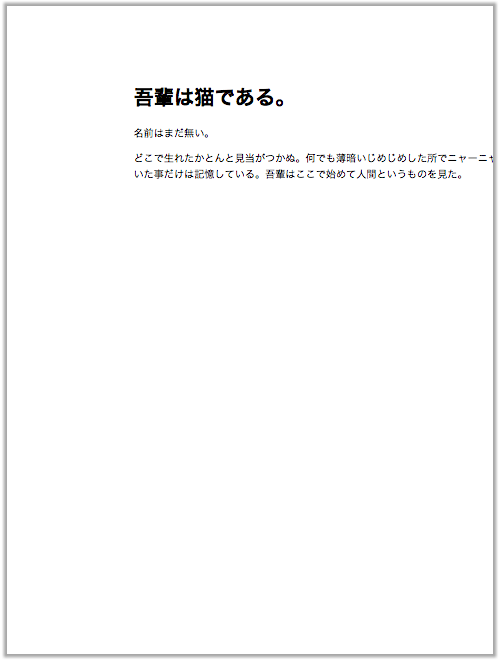 吾輩は猫である。
名前はまだ無い。
どこで生れたかとんと見当がつかぬ。何でも薄暗いじめじめした所でニャーニャ
いた事だけは記憶している。吾輩はここで始めて人間というものを見た。